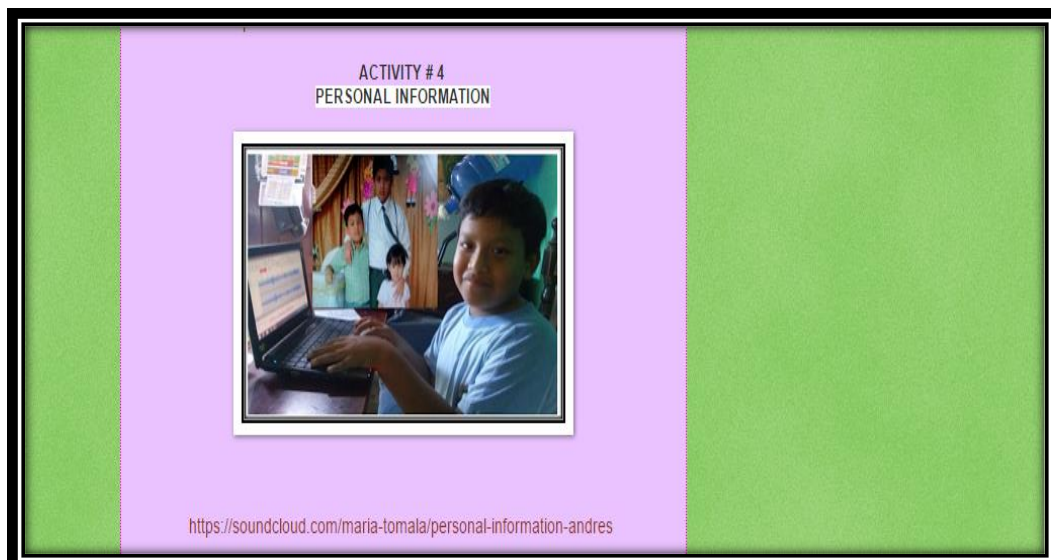 ACTIVITY # 4
PERSONAL INFORMATION
https://soundcloud.com/maria-tomala/personal-information-andres